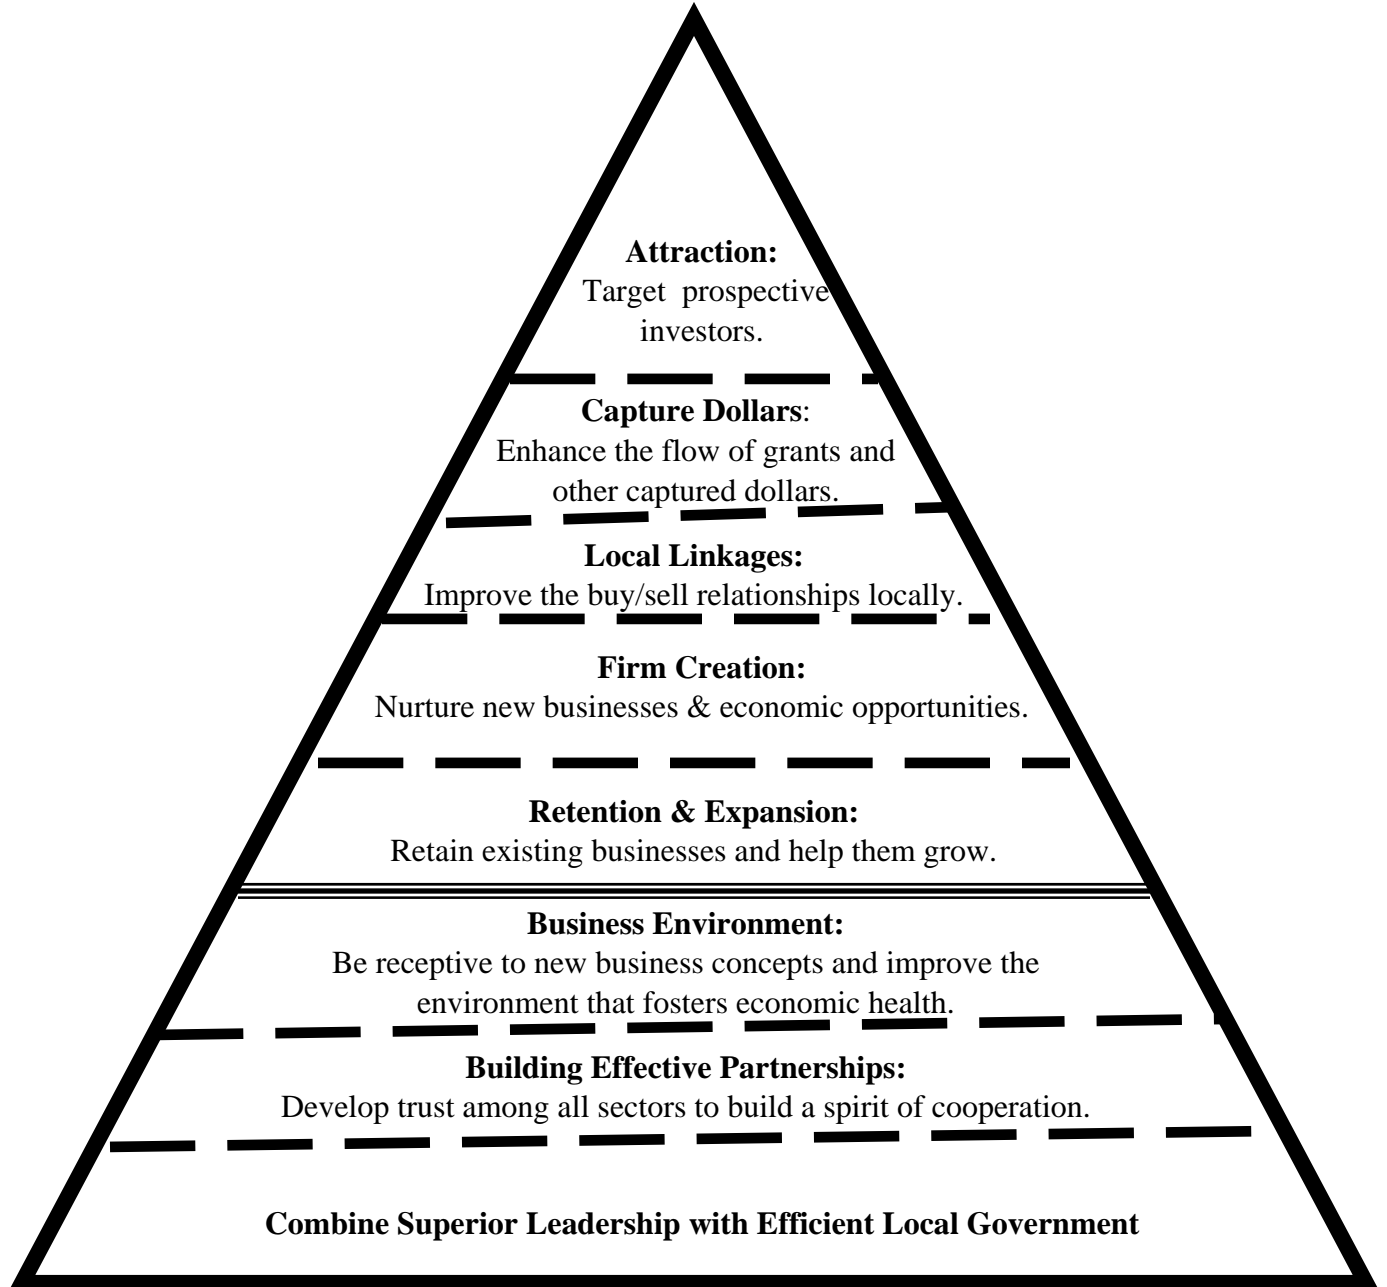 Attraction:
Target prospective
investors.
Capture Dollars:
Enhance the flow of grants and
other captured dollars.
Local Linkages:
Improve the buy/sell relationships locally.
Firm Creation:
Nurture new businesses & economic opportunities.
Retention & Expansion:
Retain existing businesses and help them grow.
Business Environment:
Be receptive to new business concepts and improve the
environment that fosters economic health.
Building Effective Partnerships:
Develop trust among all sectors to build a spirit of cooperation.
Combine Superior Leadership with Efficient Local Government